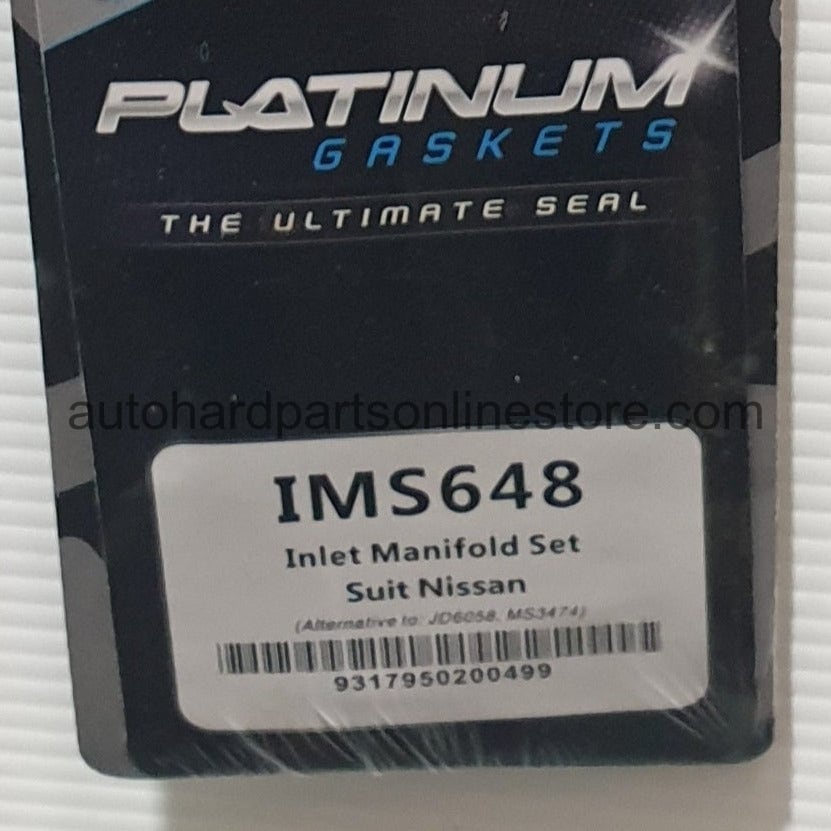 PLATINUM
GASKETS
THE ULTIMATE SEAL
autohardpartsonlinestore.com
IMS648
Inlet Manifold Set
Suit Nissan
(Alternative to: JD6058, MS3474)
9317950200499